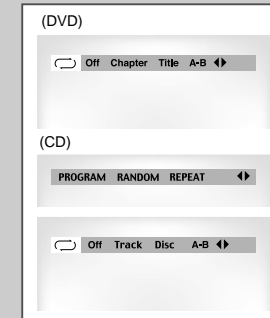 (DVD)
Off Chapter Title A-B
(CD)
PROGRAM RANDOM REPEAT
Off Track Disc A-B